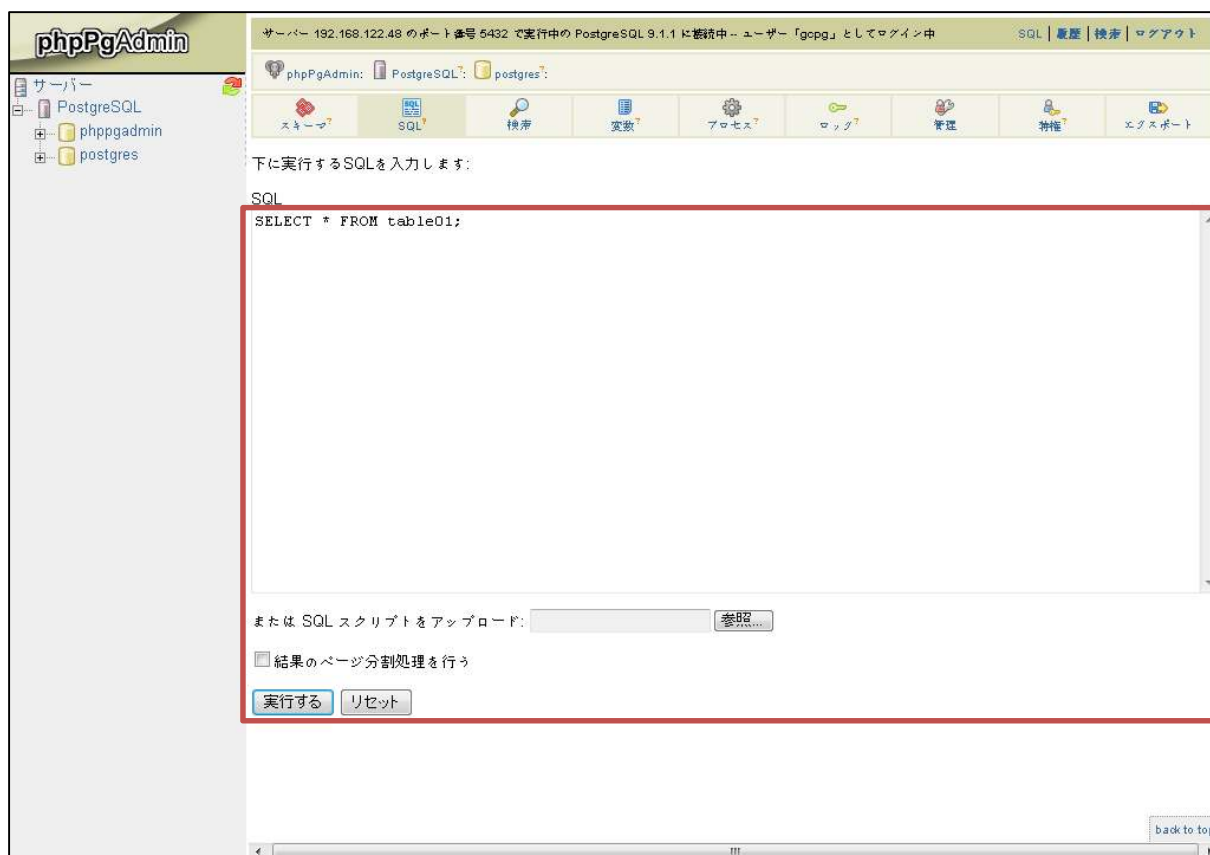 phpPgAdmin
サーバー 192.168.122.48 のポート番号 5432 で実行中の PostgreSQL 9.1.1 に接続中 -- ユーザー「gcpg」としてログイン中
SQL | 履歴 | 検索 | ログアウト
サーバー
PostgreSQL
phppgadmin
postgres
phpPgAdmin: PostgreSQL?: postgres?:
スキーマ? SQL? 検索 変数? プロセス? ロック? 管理 特権? エクスポート
下に実行するSQLを入力します:
SQL
SELECT * FROM table01;
または SQL スクリプトをアップロード: 参照...
結果のページ分割処理を行う
実行する リセット
back to top